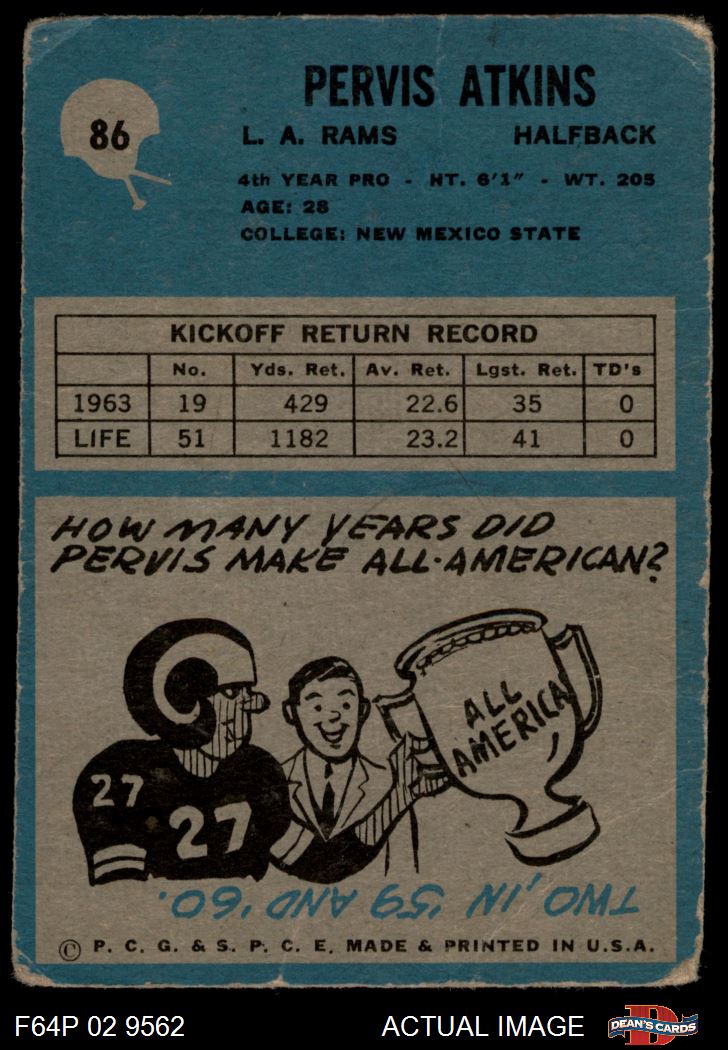 86
PERVIS ATKINS
L. A. RAMS HALFBACK
4th YEAR PRO - HT. 6'1" - WT. 205
AGE: 28
COLLEGE: NEW MEXICO STATE
KICKOFF RETURN RECORD
No. Yds. Ret. Av. Ret. Lgst. Ret. TD's
1963 19 429 22.6 35 0
LIFE 51 1182 23.2 41 0
HOW MANY YEARS DID
PERVIS MAKE ALL-AMERICAN?
ALL
AMERICA
27
27
TWO, IN '59 AND '60.
© P. C. G. & S. P. C. E. MADE & PRINTED IN U.S.A.
F64P 02 9562 ACTUAL IMAGE
D
DEAN'S CARDS